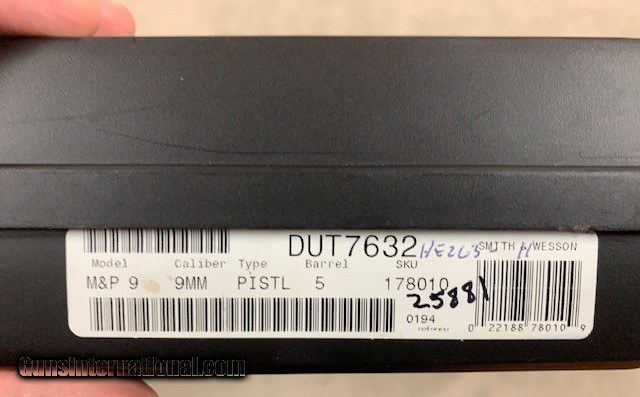 DUT7632 SMITH & WESSON
Model Caliber Type Barrel SKU
M&P 9 9MM PISTL 5 178010
25881
0194
0 22188 78010 9
GunsInternational.com